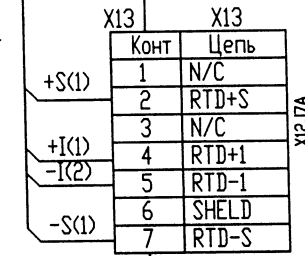 X13 X13
Конт Цепь
1 N/C
+S(1)
2 RTD+S
3 N/C
+I(1)
4 RTD+1
-I(2)
5 RTD-1
6 SHELD
-S(1)
7 RTD-S